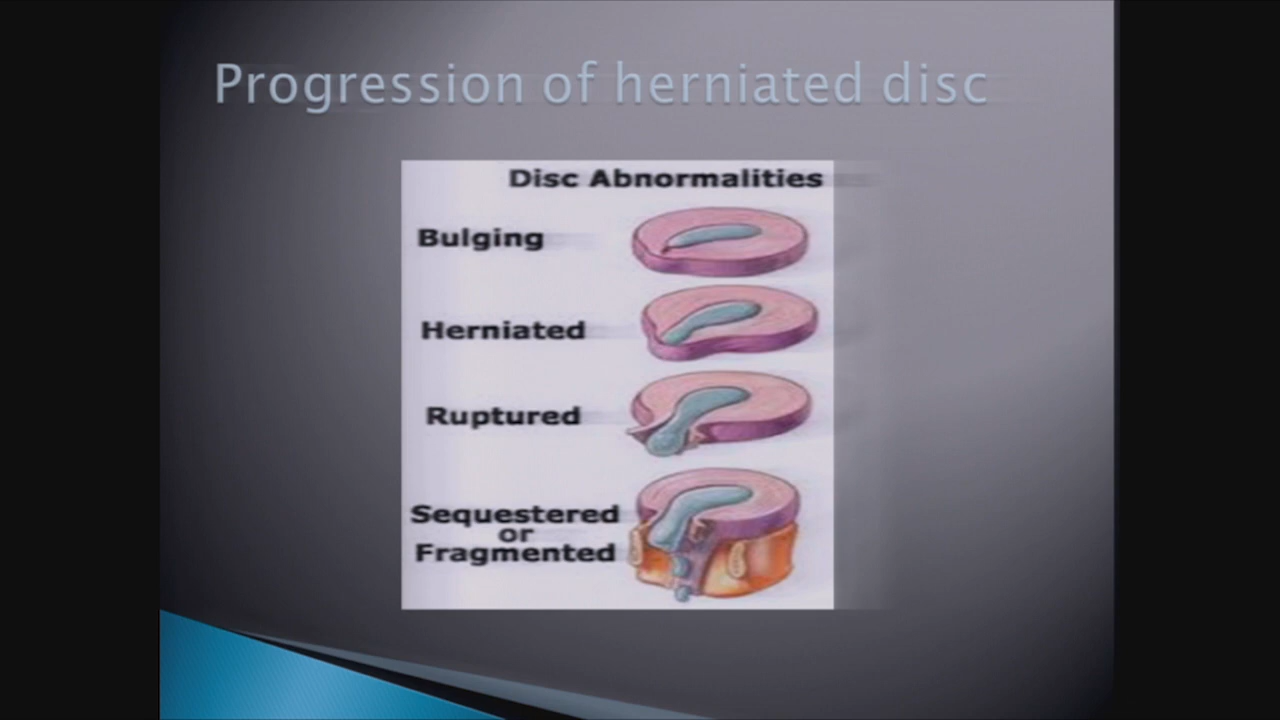 Progression of herniated disc
Disc Abnormalities
Bulging
Herniated
Ruptured
Sequestered
or
Fragmented